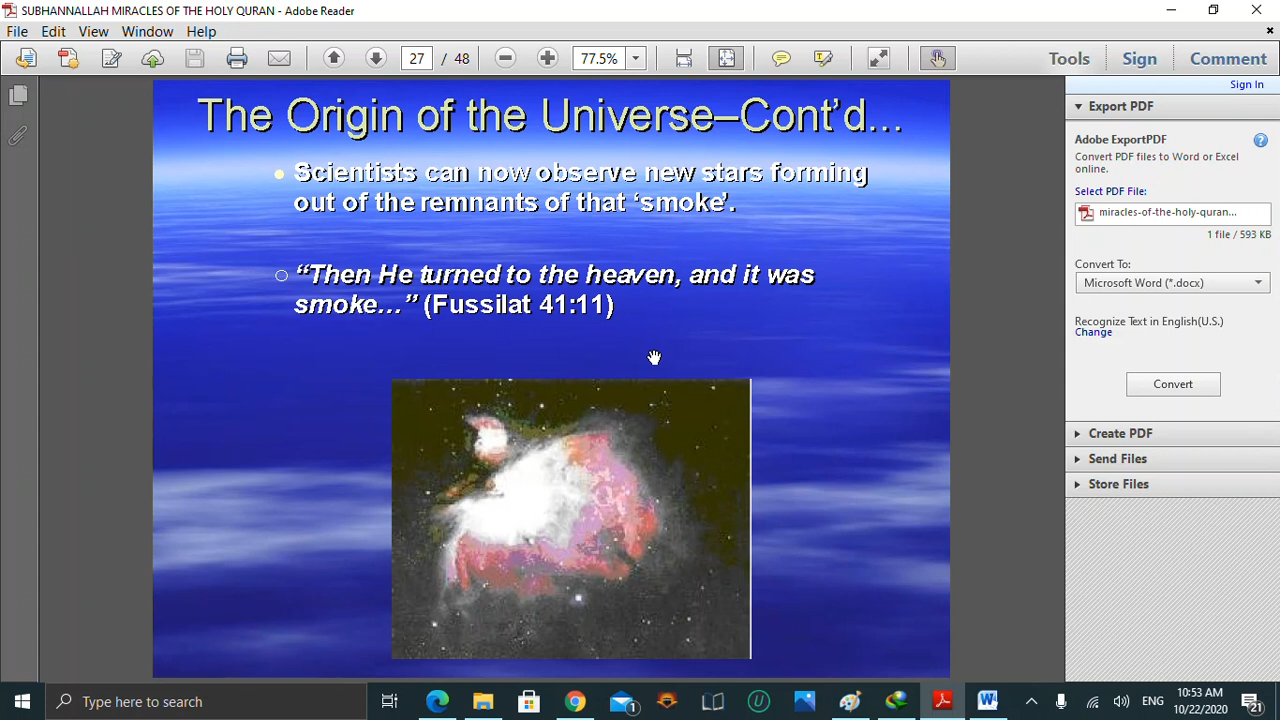 SUBHANNALLAH MIRACLES OF THE HOLY QURAN - Adobe Reader
File Edit View Window Help
27 / 48 77.5% Tools Sign Comment
Sign In
Export PDF
Adobe ExportPDF
Convert PDF files to Word or Excel
online.
Select PDF File:
miracles-of-the-holy-quran...
1 file / 593 KB
Convert To:
Microsoft Word (*.docx)
Recognize Text in English(U.S.)
Change
Convert
Create PDF
Send Files
Store Files
The Origin of the Universe–Cont’d...
Scientists can now observe new stars forming
out of the remnants of that ‘smoke’.
“Then He turned to the heaven, and it was
smoke...” (Fussilat 41:11)
Type here to search
1
ENG
10:53 AM
10/22/2020
21